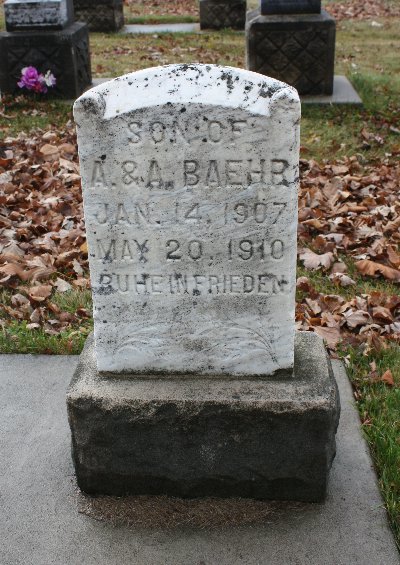 SON OF
A. & A. BAEHR
JAN. 14. 1907
MAY 20. 1910
RUHE IN FRIEDEN